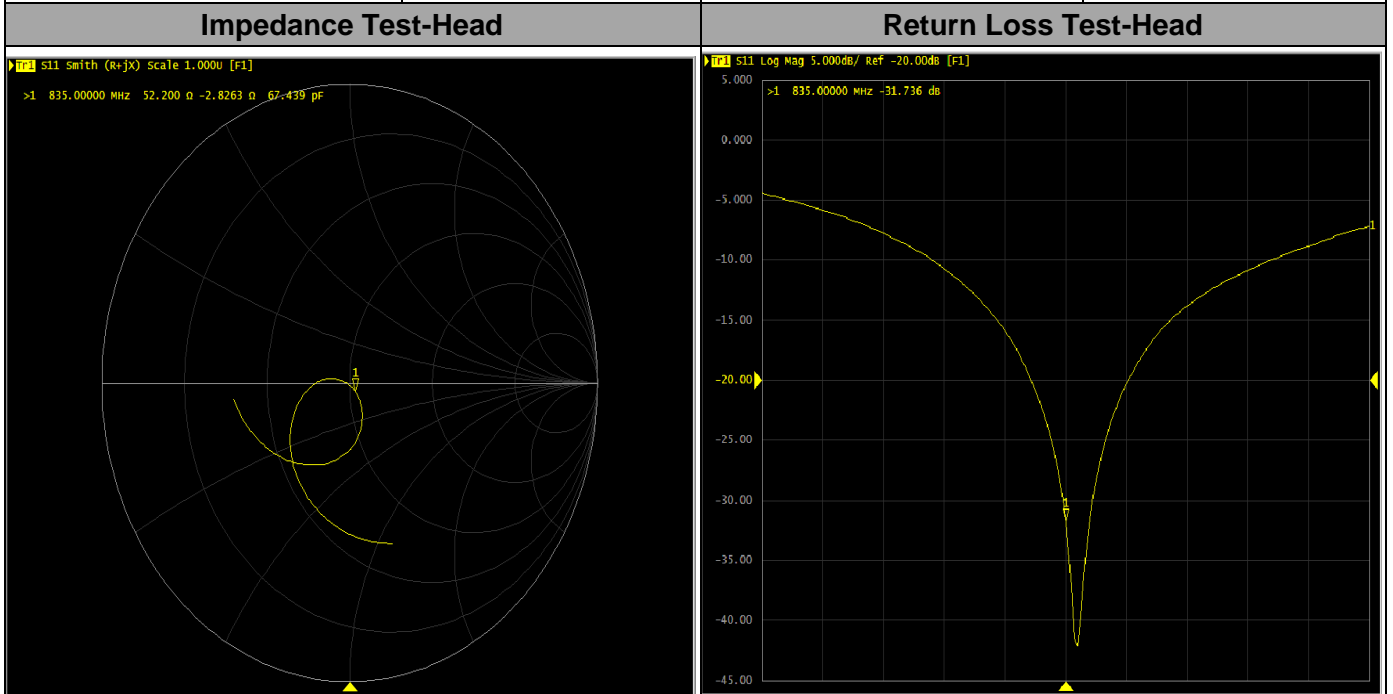 Impedance Test-Head
Return Loss Test-Head
Tr1 S11 Smith (R+jX) Scale 1.000U [F1]
>1 835.00000 MHz 52.200 Ω -2.8263 Ω 67.439 pF
1
Tr1 S11 Log Mag 5.000dB/ Ref -20.00dB [F1]
5.000
>1 835.00000 MHz -31.736 dB
0.000
-5.000
1
-10.00
-15.00
-20.00
-25.00
-30.00
1
-35.00
-40.00
-45.00